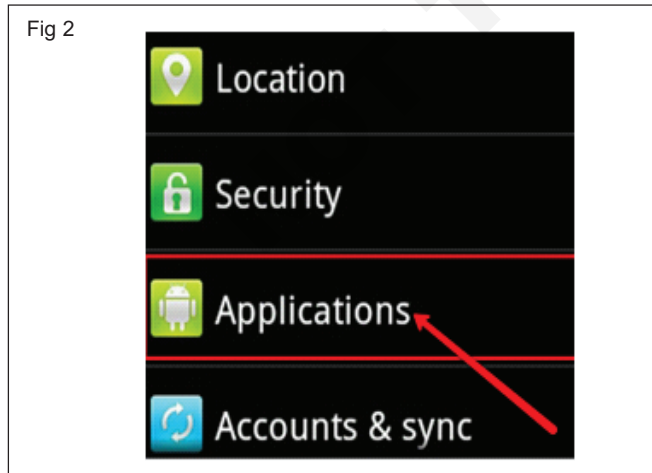 Fig 2
Location
Security
Applications
Accounts & sync